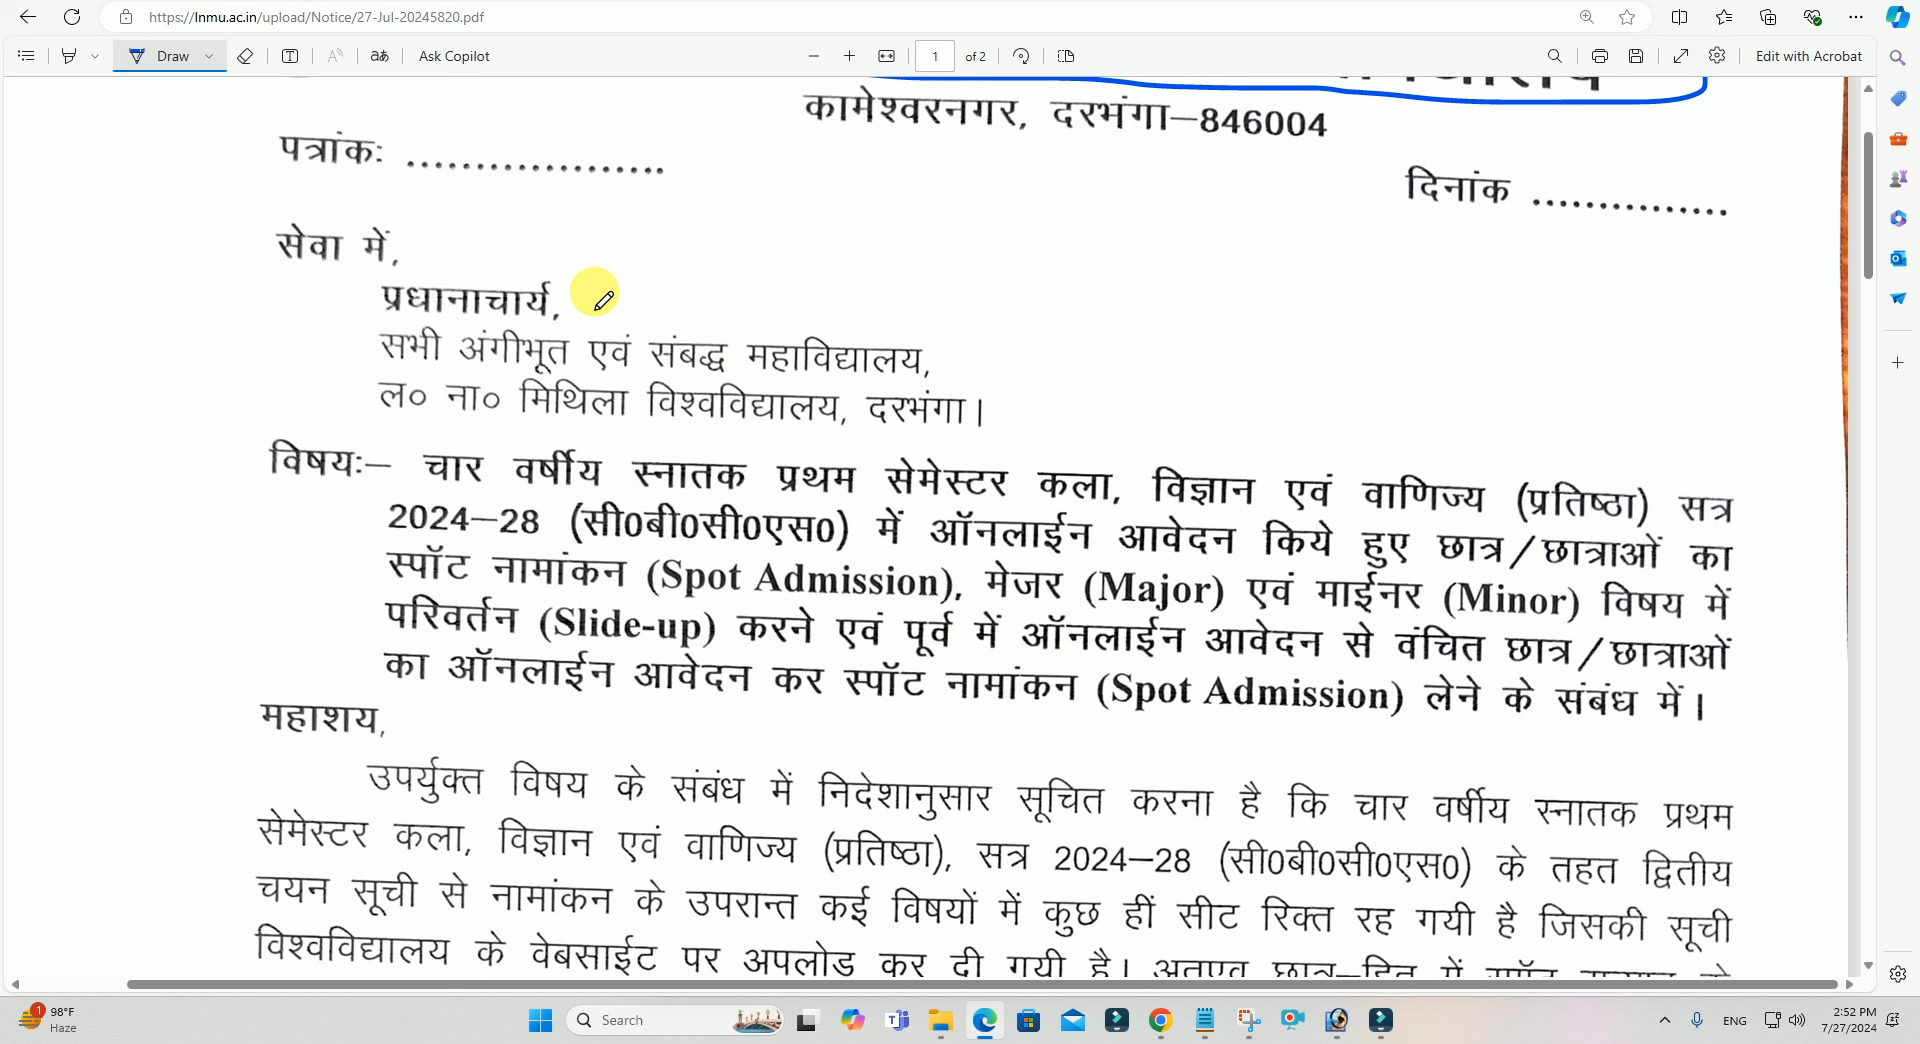 https://lnmu.ac.in/upload/Notice/27-Jul-20245820.pdf
Draw
Ask Copilot
1 of 2
Edit with Acrobat
कामेश्वरनगर, दरभंगा–846004
पत्रांकः ...................
दिनांक ...............
सेवा में,
प्रधानाचार्य,
सभी अंगीभूत एवं संबद्ध महाविद्यालय,
ल० ना० मिथिला विश्वविद्यालय, दरभंगा।
विषयः– चार वर्षीय स्नातक प्रथम सेमेस्टर कला, विज्ञान एवं वाणिज्य (प्रतिष्ठा) सत्र
2024–28 (सी0बी0सी0एस0) में ऑनलाईन आवेदन किये हुए छात्र/छात्राओं का
स्पॉट नामांकन (Spot Admission), मेजर (Major) एवं माईनर (Minor) विषय में
परिवर्तन (Slide-up) करने एवं पूर्व में ऑनलाईन आवेदन से वंचित छात्र/छात्राओं
का ऑनलाईन आवेदन कर स्पॉट नामांकन (Spot Admission) लेने के संबंध में।
महाशय,
उपर्युक्त विषय के संबंध में निदेशानुसार सूचित करना है कि चार वर्षीय स्नातक प्रथम
सेमेस्टर कला, विज्ञान एवं वाणिज्य (प्रतिष्ठा), सत्र 2024–28 (सी0बी0सी0एस0) के तहत द्वितीय
चयन सूची से नामांकन के उपरान्त कई विषयों में कुछ हीं सीट रिक्त रह गयी है जिसकी सूची
विश्वविद्यालय के वेबसाईट पर अपलोड कर दी गयी है। अतएव छात्र–हित में
1
98°F
Haze
Search
ENG
2:52 PM
7/27/2024